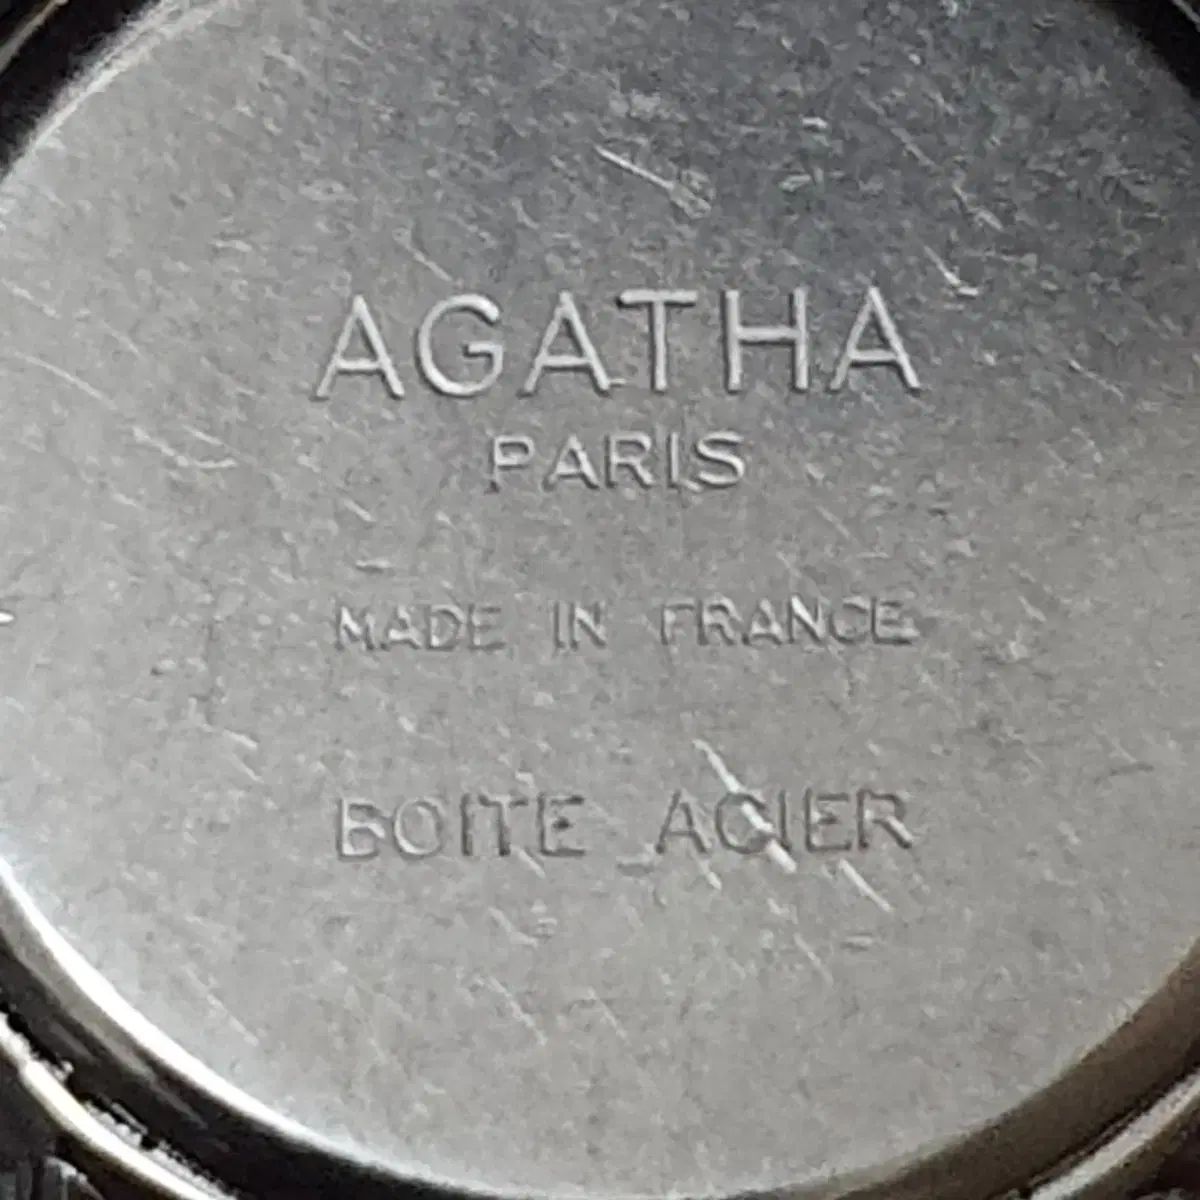 AGATHA
PARIS
MADE IN FRANCE
BOITE ACIER